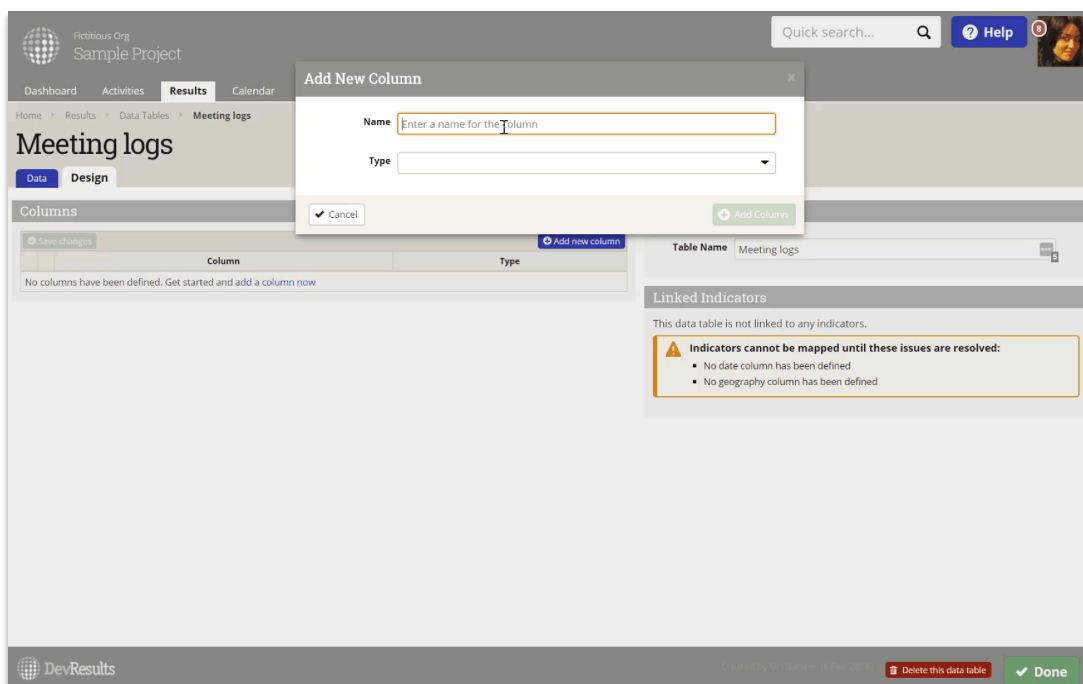 Fictitious Org
Sample Project
Quick search...
Help
8
Dashboard Activities Results Calendar
Add New Column
×
Home Results Data Tables Meeting logs
Meeting logs
Data Design
Name Enter a name for the column
Type
Cancel Add Column
Columns
Save changes Add new column
Column Type
No columns have been defined. Get started and add a column now
Table Name Meeting logs
5
Linked Indicators
This data table is not linked to any indicators.
Indicators cannot be mapped until these issues are resolved:
▪ No date column has been defined
▪ No geography column has been defined
DevResults
Created by
Delete this data table
Done